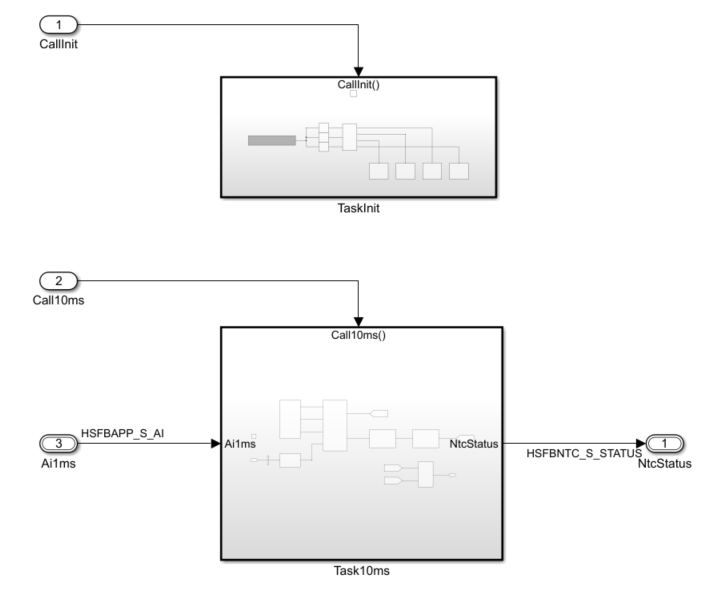 1
CallInit
CallInit()
TaskInit
2
Call10ms
Call10ms()
HSFBAPP_S_AI
3
Ai1ms
Ai1ms
NtcStatus
HSFBNTC_S_STATUS
1
NtcStatus
Task10ms